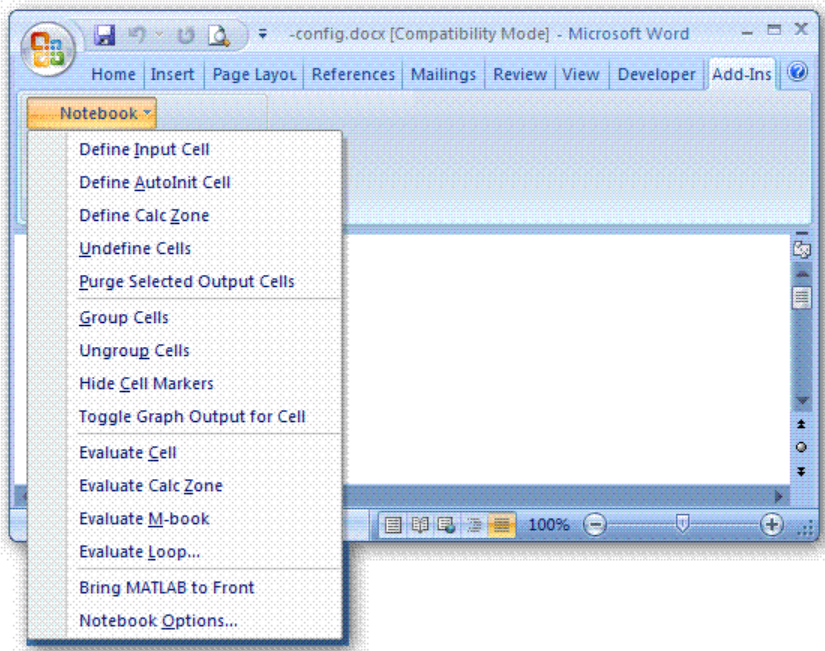 -config.docx [Compatibility Mode] - Microsoft Word
Home Insert Page Layou References Mailings Review View Developer Add-Ins
Notebook
Define Input Cell
Define AutoInit Cell
Define Calc Zone
Undefine Cells
Purge Selected Output Cells
Group Cells
Ungroup Cells
Hide Cell Markers
Toggle Graph Output for Cell
Evaluate Cell
Evaluate Calc Zone
Evaluate M-book
Evaluate Loop...
Bring MATLAB to Front
Notebook Options...
100%